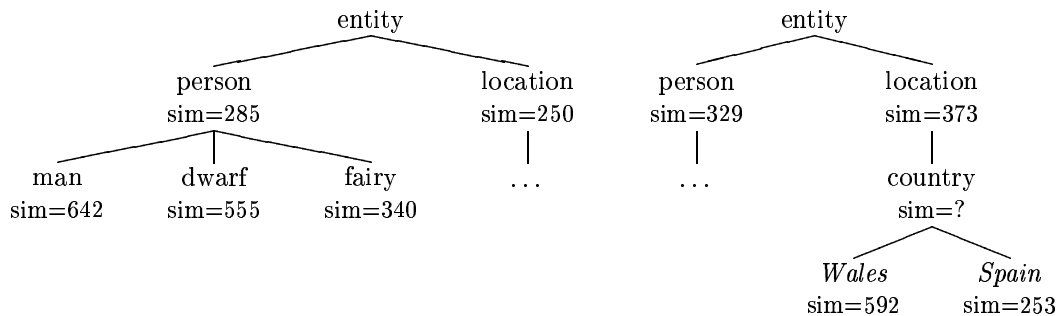 entity entity
person location person location
sim=285 sim=250 sim=329 sim=373
man dwarf fairy ... ... country
sim=642 sim=555 sim=340 sim=?
Wales Spain
sim=592 sim=253